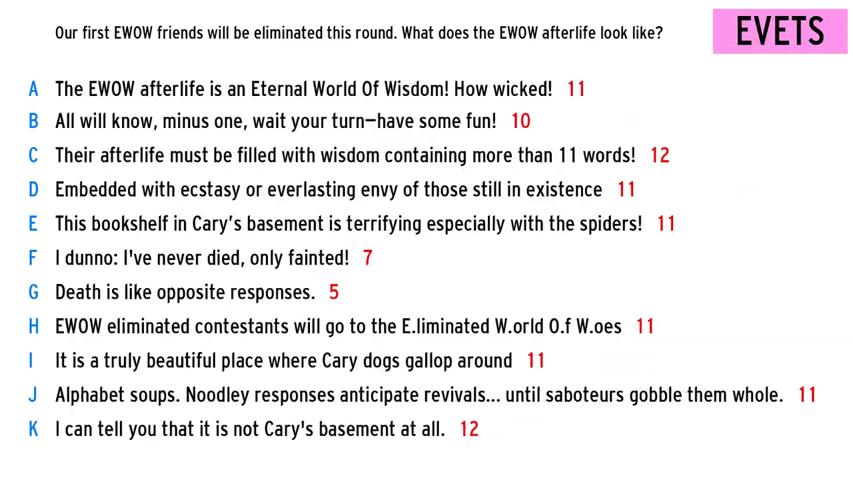 Our first EWOW friends will be eliminated this round. What does the EWOW afterlife look like?
EVETS
A The EWOW afterlife is an Eternal World Of Wisdom! How wicked! 11
B All will know, minus one, wait your turn—have some fun! 10
C Their afterlife must be filled with wisdom containing more than 11 words! 12
D Embedded with ecstasy or everlasting envy of those still in existence 11
E This bookshelf in Cary's basement is terrifying especially with the spiders! 11
F I dunno: I've never died, only fainted! 7
G Death is like opposite responses. 5
H EWOW eliminated contestants will go to the E.liminated W.orld O.f W.oes 11
I It is a truly beautiful place where Cary dogs gallop around 11
J Alphabet soups. Noodley responses anticipate revivals... until saboteurs gobble them whole. 11
K I can tell you that it is not Cary's basement at all. 12